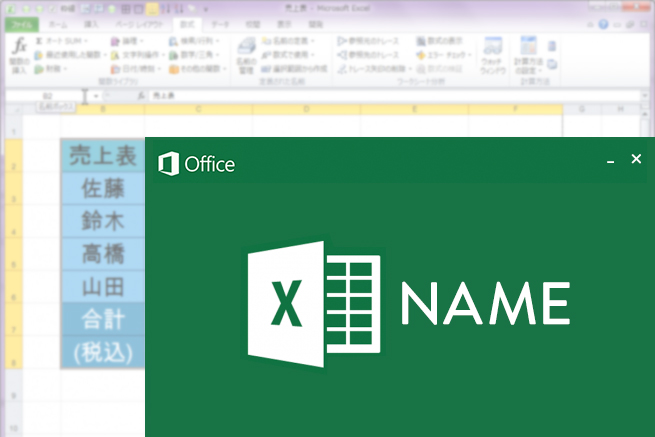 売上表 - Microsoft Excel
ファイル ホーム 挿入 ページ レイアウト 数式 データ 校閲 表示 開発
fx
関数の
挿入
オート SUM
最近使用した関数
財務
論理
文字列操作
日付/時刻
検索/行列
数学/三角
その他の関数
関数ライブラリ
名前の
管理
名前の定義
数式で使用
選択範囲から作成
定義された名前
参照元のトレース
参照先のトレース
トレース矢印の削除
数式の表示
エラー チェック
数式の検証
ワークシート分析
ウォッチ
ウィンドウ
計算方法
の設定
計算方法
B2 fx 売上表
名前ボックス
B C D E F G H
1
2 売上表
3 佐藤
4 鈴木
5 高橋
6 山田
7 合計
8 (税込)
9
10
Office
X NAME